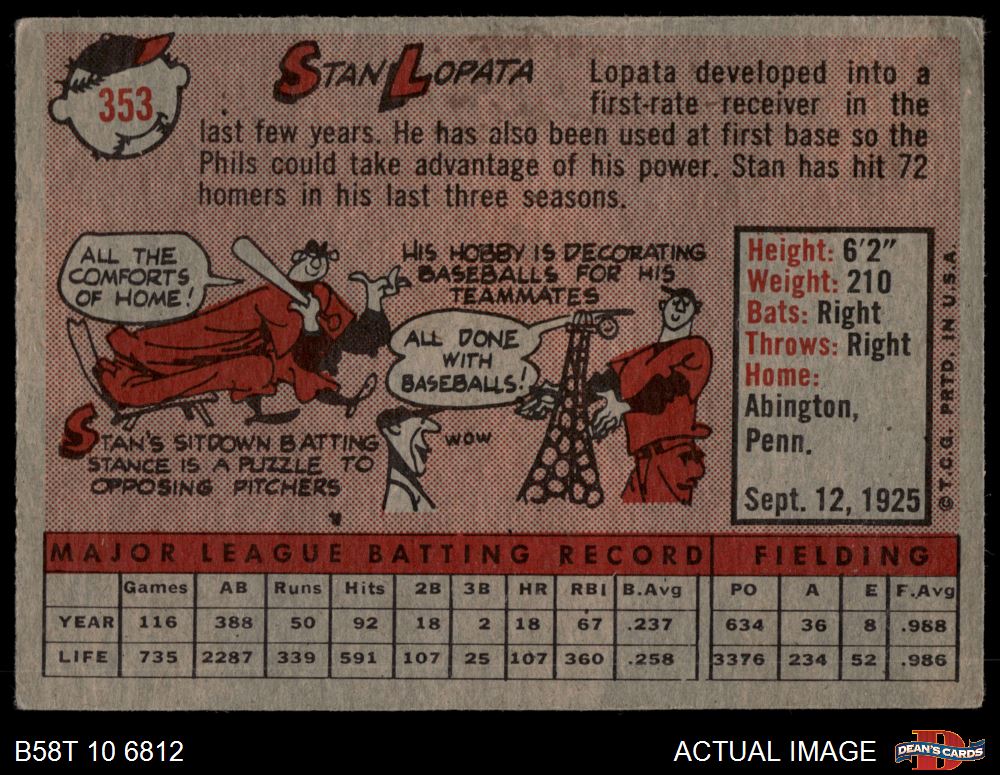 353
STAN LOPATA
Lopata developed into a
first-rate receiver in the
last few years. He has also been used at first base so the
Phils could take advantage of his power. Stan has hit 72
homers in his last three seasons.
ALL THE
COMFORTS
OF HOME!
STAN'S SITDOWN BATTING
STANCE IS A PUZZLE TO
OPPOSING PITCHERS
HIS HOBBY IS DECORATING
BASEBALLS FOR HIS
TEAMMATES
ALL DONE
WITH
BASEBALLS!
WOW
Height: 6'2"
Weight: 210
Bats: Right
Throws: Right
Home:
Abington,
Penn.
Sept. 12, 1925
© T.C.G. PRTD. IN U.S.A.
MAJOR LEAGUE BATTING RECORD FIELDING
Games AB Runs Hits 2B 3B HR RBI B.Avg PO A E F.Avg
YEAR 116 388 50 92 18 2 18 67 .237 634 36 8 .988
LIFE 735 2287 339 591 107 25 107 360 .258 3376 234 52 .986
B58T 10 6812
ACTUAL IMAGE
DEAN'S CARDS